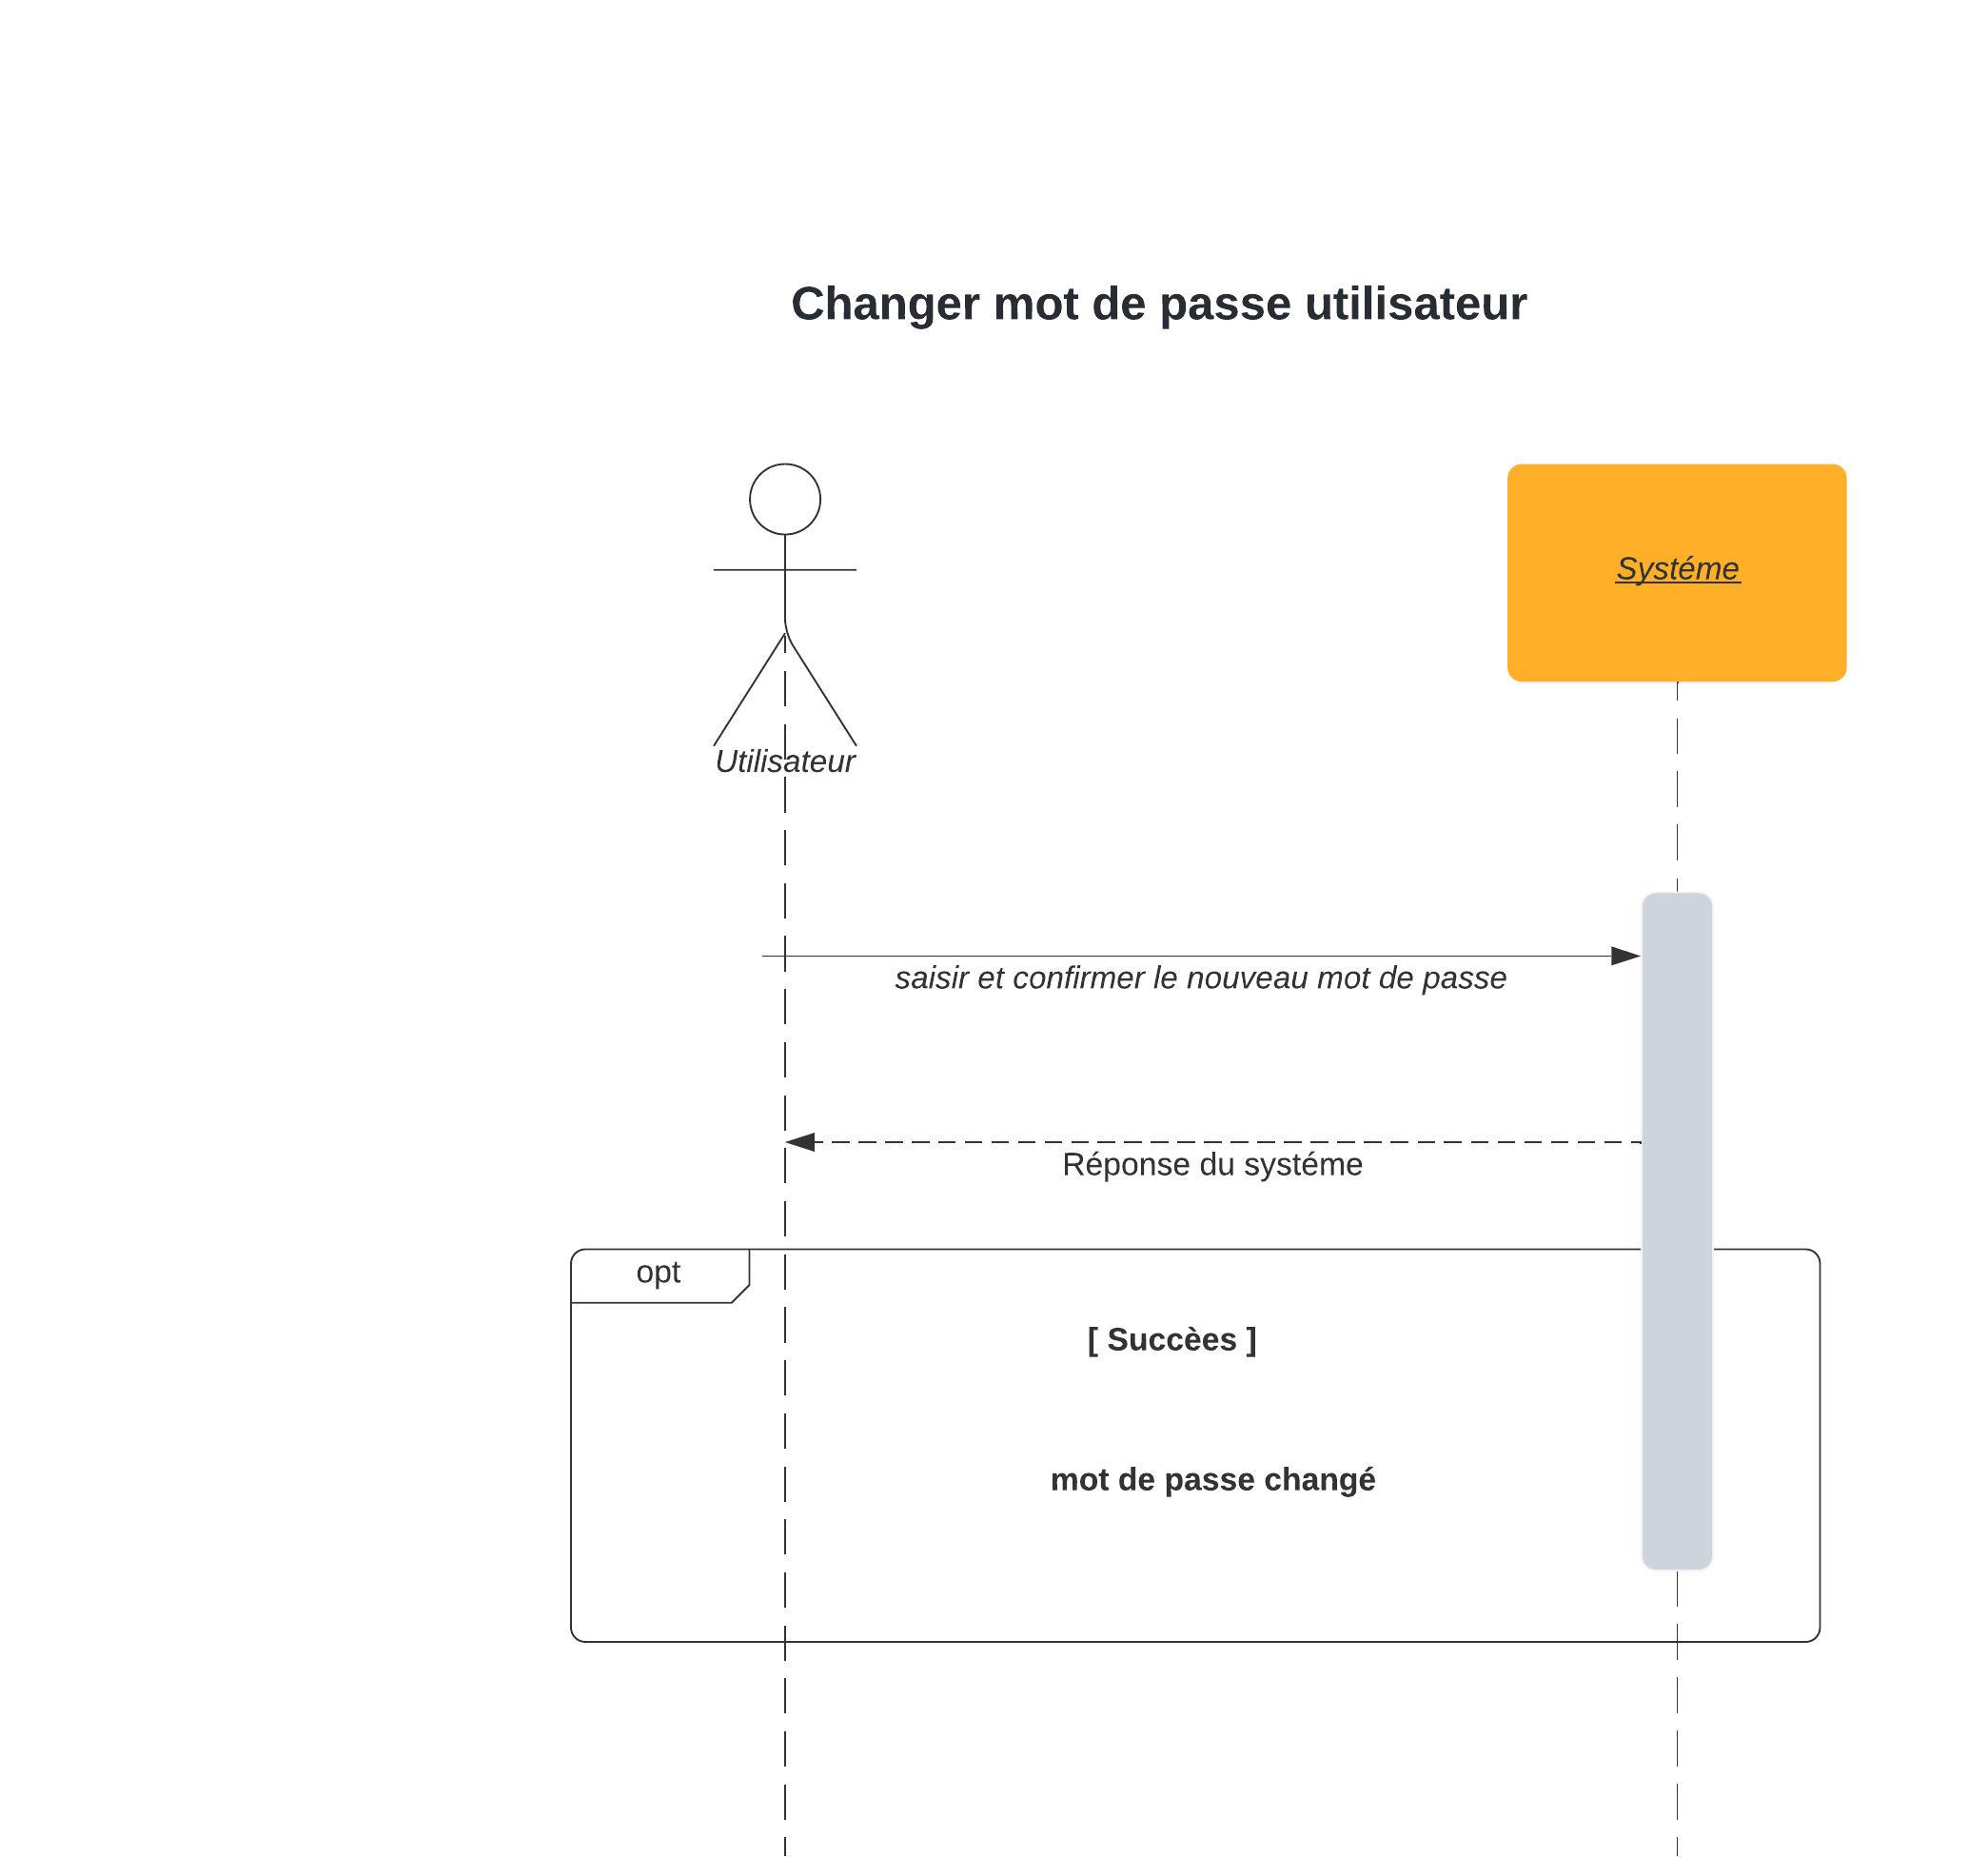 Changer mot de passe utilisateur
Systéme
Utilisateur
saisir et confirmer le nouveau mot de passe
Réponse du systéme
opt
[ Succèes ]
mot de passe changé